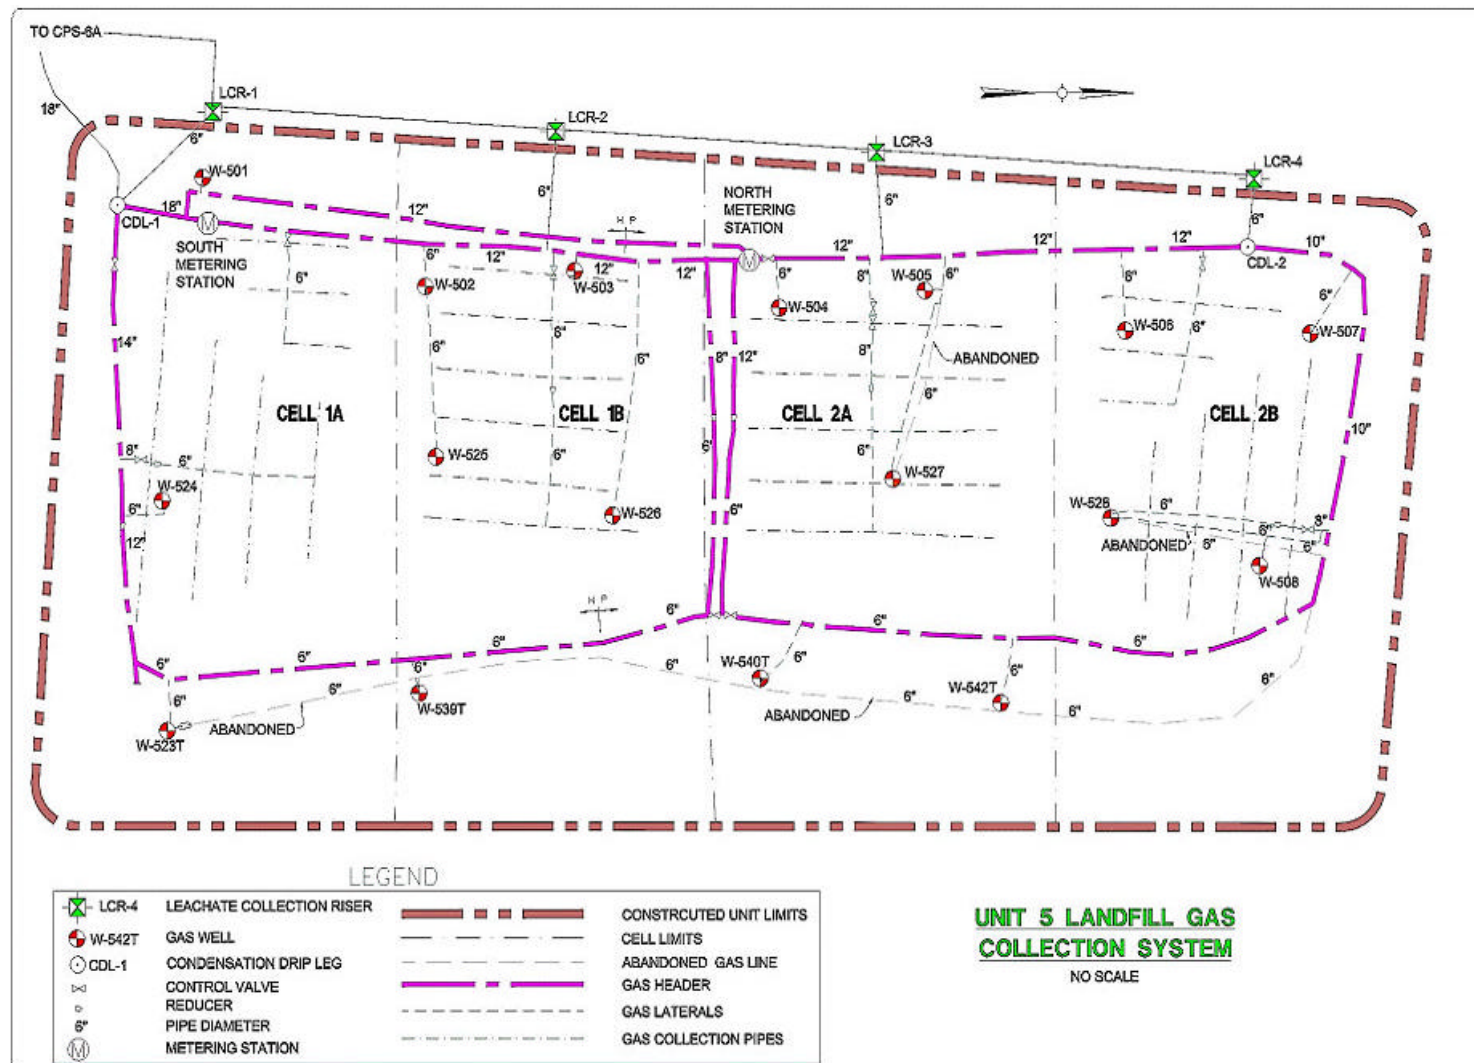 TO CPS-6A
LCR-1
LCR-2
LCR-3
LCR-4
18"
6"
6"
6"
6"
W-501
18"
CDL-1
12"
H P
NORTH
METERING
STATION
M
SOUTH
METERING
STATION
6"
12"
12"
12"
M
12"
12"
12"
12"
CDL-2
10"
W-502
W-503
6"
W-504
8"
W-505
6"
W-506
6"
6"
W-507
14"
6"
6"
6"
8"
12"
8"
ABANDONED
6"
CELL 1A
CELL 1B
CELL 2A
CELL 2B
10"
8"
6"
W-524
W-525
6"
6"
6"
W-527
6"
12"
W-526
6"
W-528
6"
8"
ABANDONED
6"
6"
6"
W-508
H P
6"
6"
6"
6"
6"
6"
6"
6"
W-523T
ABANDONED
6"
W-539T
6"
6"
W-540T
6"
ABANDONED
6"
W-542T
6"
6"
6"
LEGEND
LCR-4 LEACHATE COLLECTION RISER
W-542T GAS WELL
CDL-1 CONDENSATION DRIP LEG
CONTROL VALVE
REDUCER
6" PIPE DIAMETER
M METERING STATION
CONSTRCUTED UNIT LIMITS
CELL LIMITS
ABANDONED GAS LINE
GAS HEADER
GAS LATERALS
GAS COLLECTION PIPES
UNIT 5 LANDFILL GAS
COLLECTION SYSTEM
NO SCALE